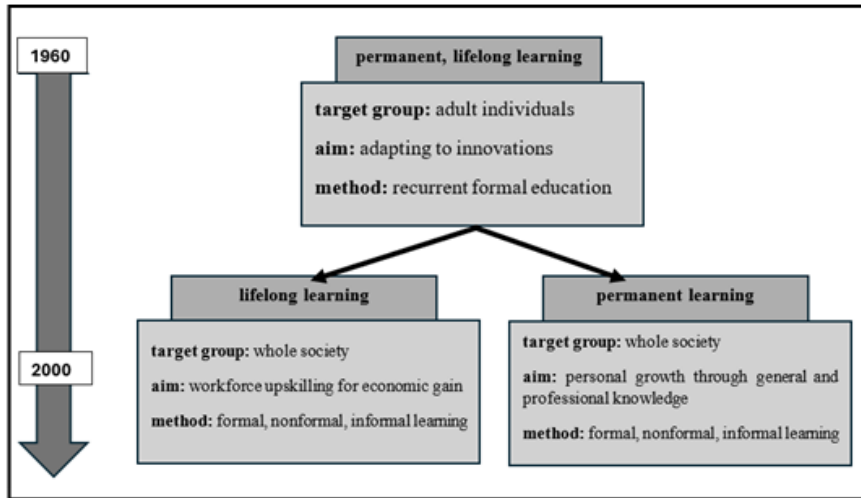 1960
permanent, lifelong learning
target group: adult individuals
aim: adapting to innovations
method: recurrent formal education
lifelong learning
target group: whole society
aim: workforce upskilling for economic gain
method: formal, nonformal, informal learning
permanent learning
target group: whole society
aim: personal growth through general and
professional knowledge
method: formal, nonformal, informal learning
2000